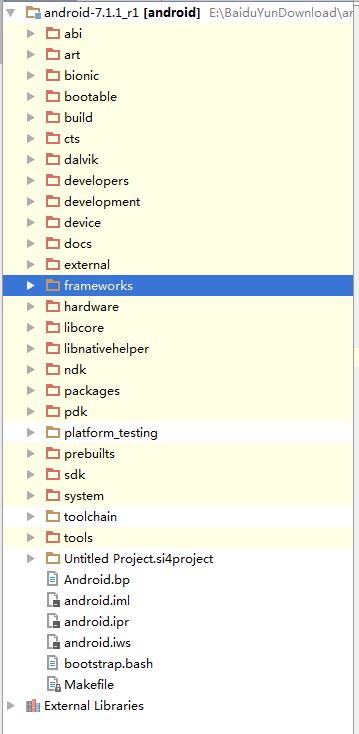 android-7.1.1_r1 [android] E:\BaiduYunDownload\ar
abi
art
bionic
bootable
build
cts
dalvik
developers
development
device
docs
external
frameworks
hardware
libcore
libnativehelper
ndk
packages
pdk
platform_testing
prebuilts
sdk
system
toolchain
tools
Untitled Project.si4project
Android.bp
android.iml
android.ipr
android.iws
bootstrap.bash
Makefile
External Libraries